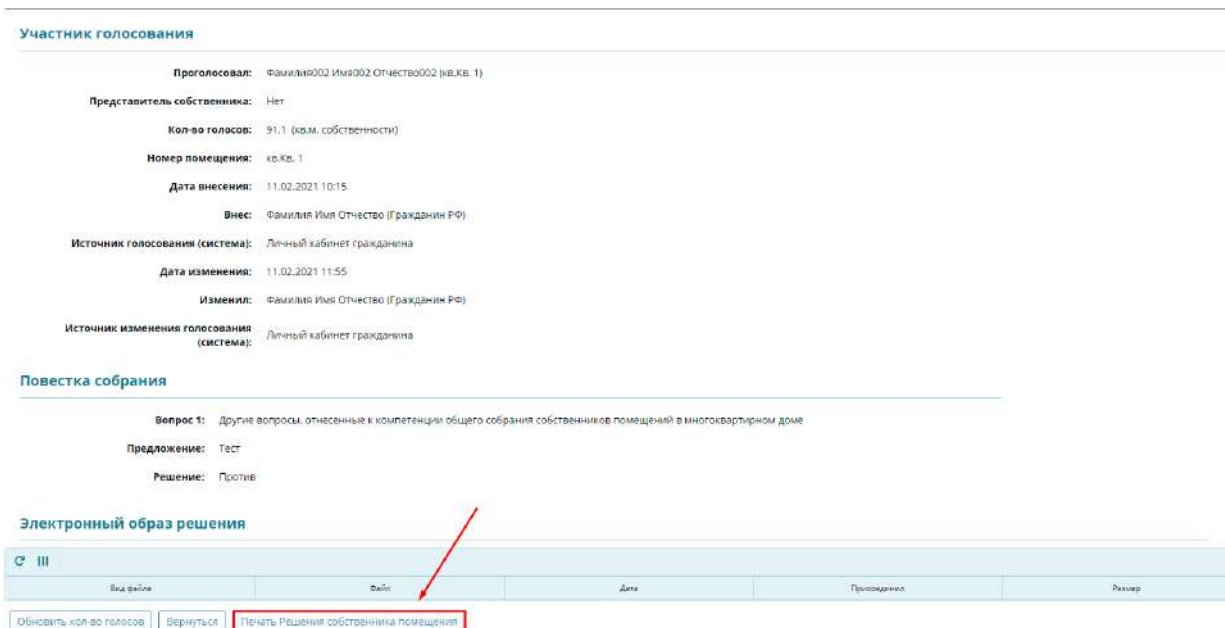 Участник голосования
Проголосовал: Фамилия002 Имя002 Отчество002 (кв.Кв. 1)
Представитель собственника: Нет
Кол-во голосов: 91.1 (кв.м. собственности)
Номер помещения: кв.Кв. 1
Дата внесения: 11.02.2021 10:15
Внес: Фамилия Имя Отчество (Гражданин РФ)
Источник голосования (система): Личный кабинет гражданина
Дата изменения: 11.02.2021 11:55
Изменил: Фамилия Имя Отчество (Гражданин РФ)
Источник изменения голосования
(система): Личный кабинет гражданина
Повестка собрания
Вопрос 1: Другие вопросы, отнесенные к компетенции общего собрания собственников помещений в многоквартирном доме
Предложение: Тест
Решение: Против
Электронный образ решения
Вид файла Файл Дата Присоединил Размер
Обновить кол-во голосов Вернуться Печать Решения собственника помещения